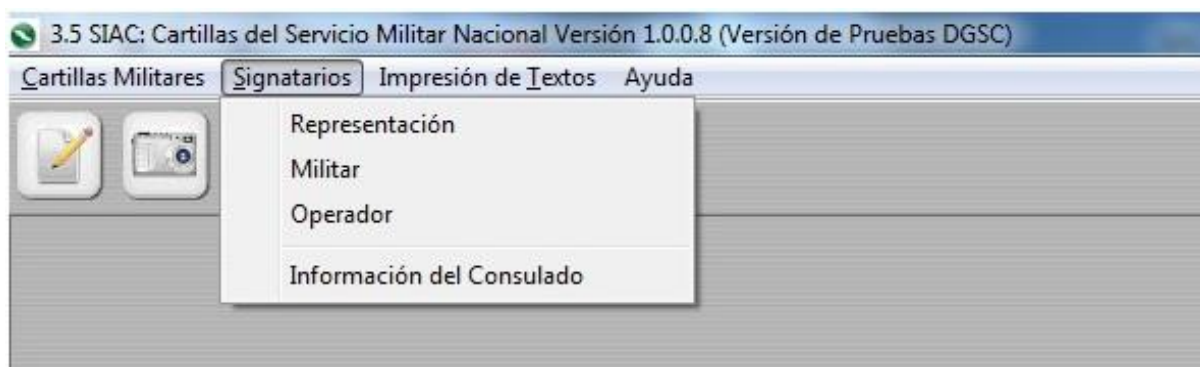 3.5 SIAC: Cartillas del Servicio Militar Nacional Versión 1.0.0.8 (Versión de Pruebas DGSC)
Cartillas Militares Signatarios Impresión de Textos Ayuda
Representación
Militar
Operador
Información del Consulado